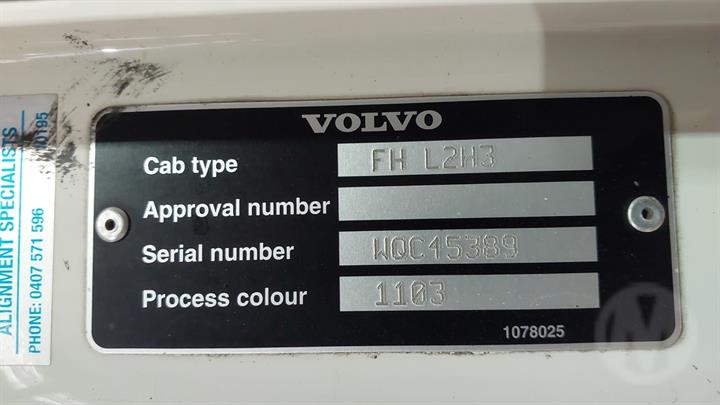 VOLVO
Cab type FH L2H3
Approval number
Serial number WQC45389
Process colour 1103
1078025
ALIGNMENT SPECIALISTS
PHONE: 0407 571 596
0195
M